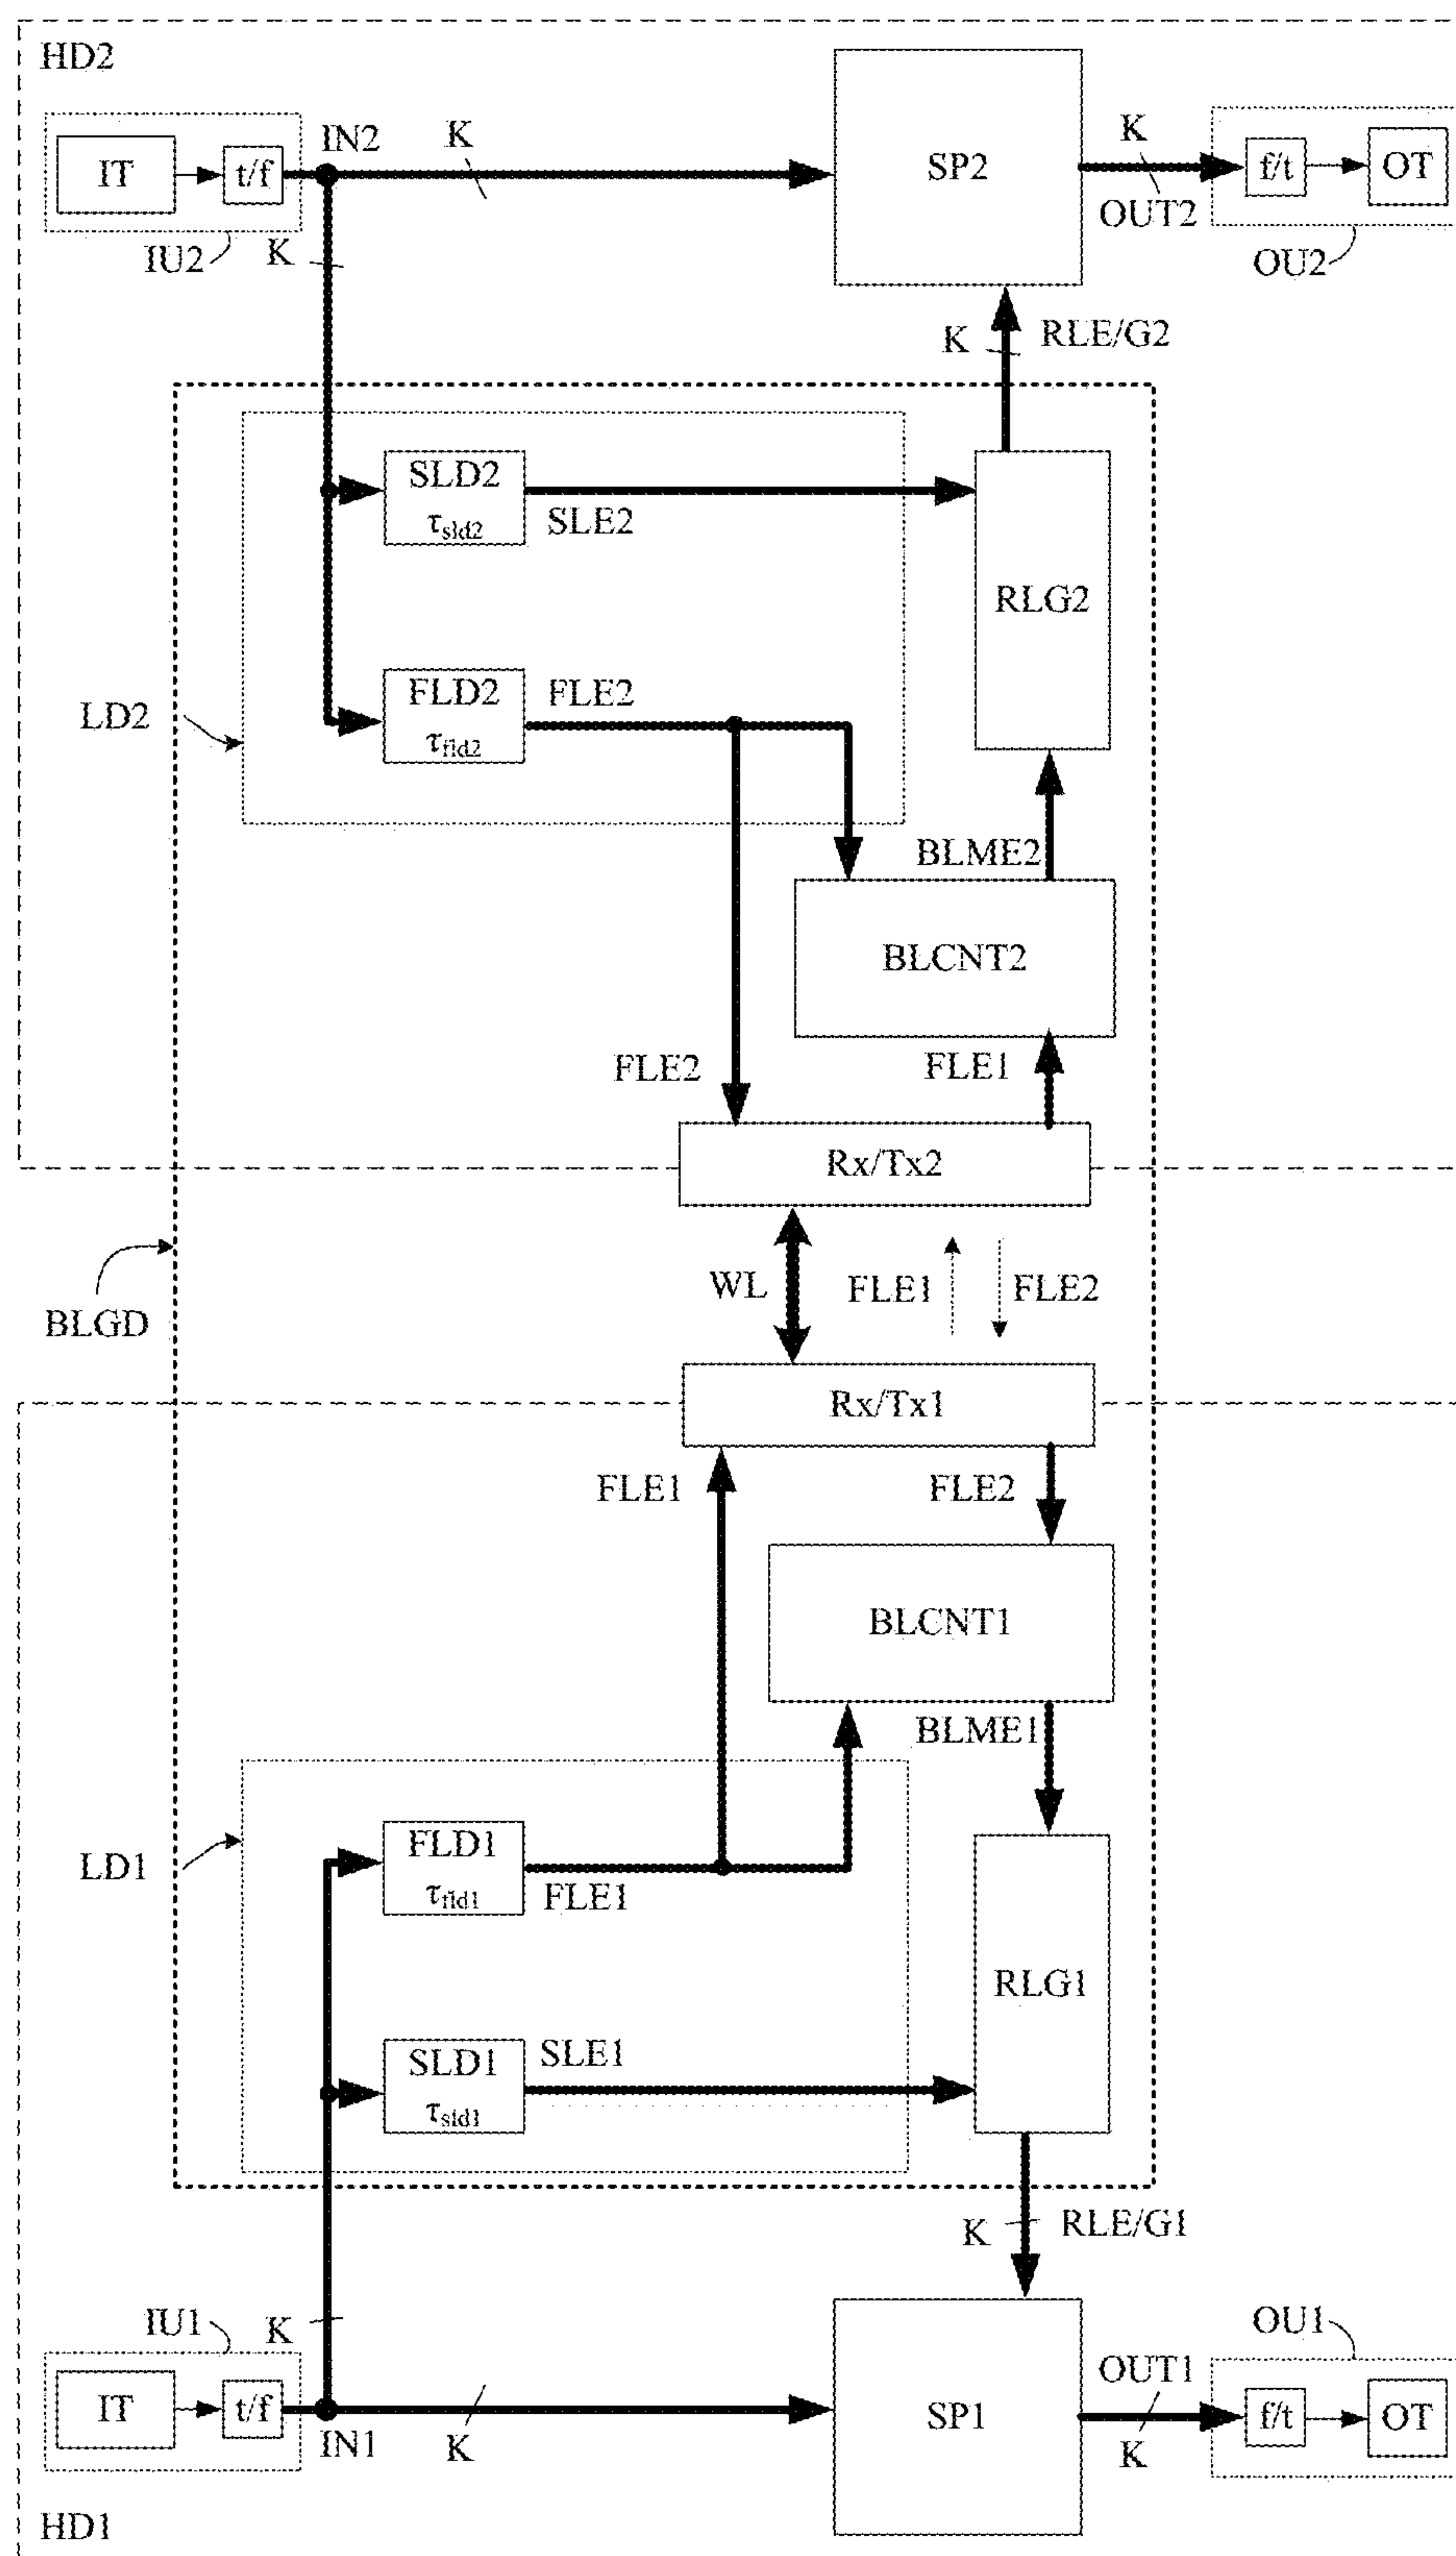 HD2
IT
t/f
IN2
K
SP2
K
OUT2
f/t
OT
IU2
K
OU2
K
RLE/G2
SLD2
τsld2
SLE2
RLG2
LD2
FLD2
τfld2
FLE2
BLME2
BLCNT2
FLE2
FLE1
Rx/Tx2
BLGD
WL
FLE1
FLE2
Rx/Tx1
FLE1
FLE2
BLCNT1
BLME1
LD1
FLD1
τfld1
FLE1
RLG1
SLD1
τsld1
SLE1
K
RLE/G1
IU1
K
OU1
IT
t/f
IN1
K
SP1
OUT1
K
f/t
OT
HD1